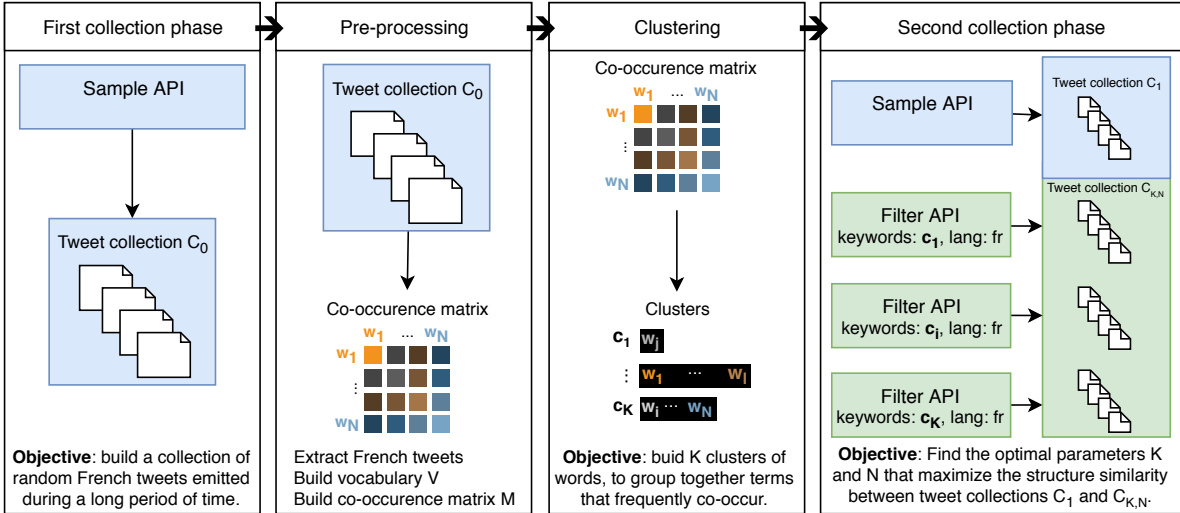 First collection phase
Sample API
Tweet collection C0
Objective: build a collection of
random French tweets emitted
during a long period of time.
Pre-processing
Tweet collection C0
Co-occurence matrix
w1 ... wN
w1
⋮
wN
Extract French tweets
Build vocabulary V
Build co-occurence matrix M
Clustering
Co-occurence matrix
w1 ... wN
w1
⋮
wN
Clusters
c1 wj
⋮ w1 ... wl
cK wi ... wN
Objective: buid K clusters of
words, to group together terms
that frequently co-occur.
Second collection phase
Sample API
Tweet collection C1
Tweet collection CK,N
Filter API
keywords: c1, lang: fr
Filter API
keywords: ci, lang: fr
Filter API
keywords: cK, lang: fr
Objective: Find the optimal parameters K
and N that maximize the structure similarity
between tweet collections C1 and CK,N.